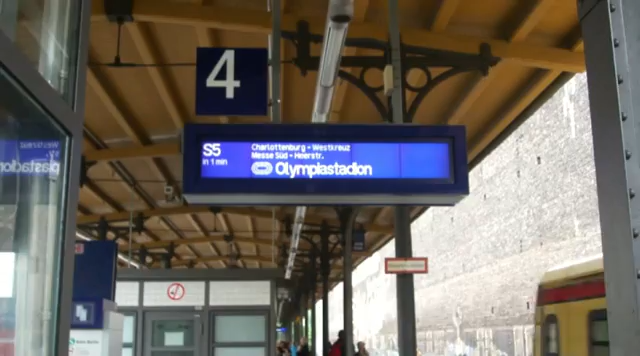 4
S5
in 1 min
Charlottenburg - Westkreuz
Messe Süd - Heerstr.
Olympiastadion